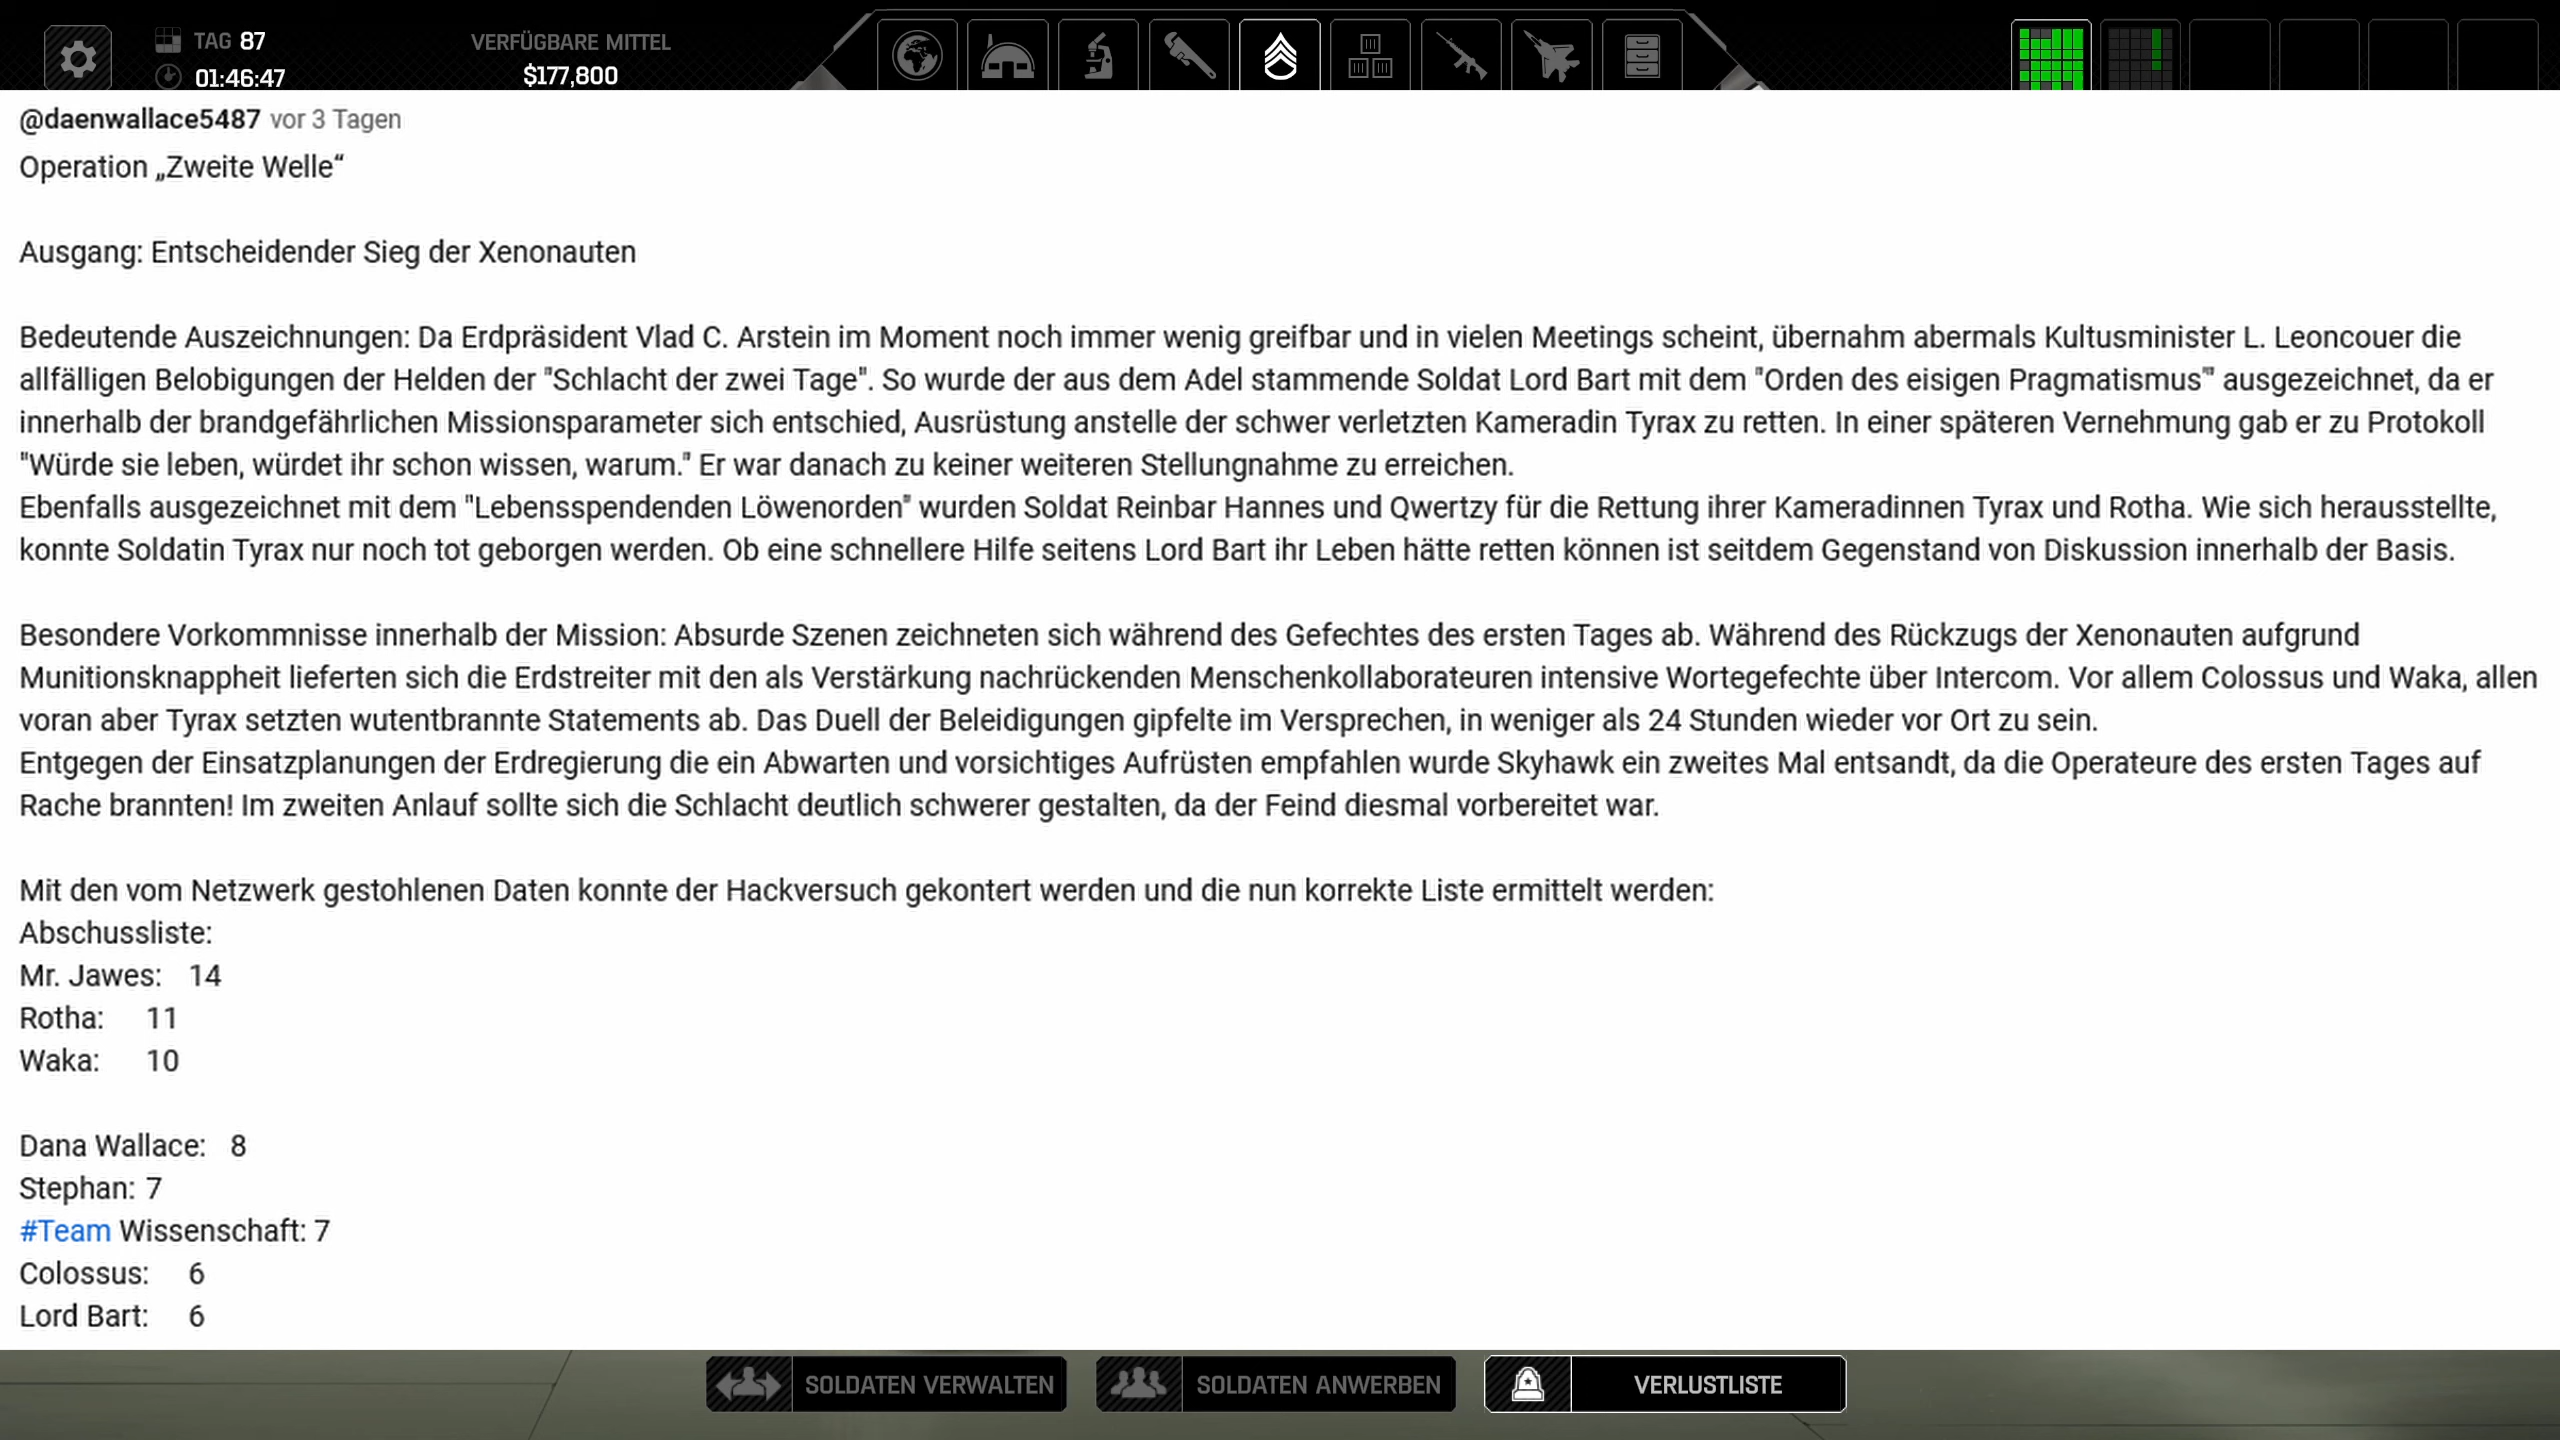 TAG 87
01:46:47
VERFÜGBARE MITTEL
$177,800
@daenwallace5487 vor 3 Tagen
Operation „Zweite Welle“
Ausgang: Entscheidender Sieg der Xenonauten
Bedeutende Auszeichnungen: Da Erdpräsident Vlad C. Arstein im Moment noch immer wenig greifbar und in vielen Meetings scheint, übernahm abermals Kultusminister L. Leoncouer die
allfälligen Belobigungen der Helden der "Schlacht der zwei Tage". So wurde der aus dem Adel stammende Soldat Lord Bart mit dem "Orden des eisigen Pragmatismus'" ausgezeichnet, da er
innerhalb der brandgefährlichen Missionsparameter sich entschied, Ausrüstung anstelle der schwer verletzten Kameradin Tyrax zu retten. In einer späteren Vernehmung gab er zu Protokoll
"Würde sie leben, würdet ihr schon wissen, warum." Er war danach zu keiner weiteren Stellungnahme zu erreichen.
Ebenfalls ausgezeichnet mit dem "Lebensspendenden Löwenorden" wurden Soldat Reinbar Hannes und Qwertzy für die Rettung ihrer Kameradinnen Tyrax und Rotha. Wie sich herausstellte,
konnte Soldatin Tyrax nur noch tot geborgen werden. Ob eine schnellere Hilfe seitens Lord Bart ihr Leben hätte retten können ist seitdem Gegenstand von Diskussion innerhalb der Basis.
Besondere Vorkommnisse innerhalb der Mission: Absurde Szenen zeichneten sich während des Gefechtes des ersten Tages ab. Während des Rückzugs der Xenonauten aufgrund
Munitionsknappheit lieferten sich die Erdstreiter mit den als Verstärkung nachrückenden Menschenkollaborateuren intensive Wortegefechte über Intercom. Vor allem Colossus und Waka, allen
voran aber Tyrax setzten wutentbrannte Statements ab. Das Duell der Beleidigungen gipfelte im Versprechen, in weniger als 24 Stunden wieder vor Ort zu sein.
Entgegen der Einsatzplanungen der Erdregierung die ein Abwarten und vorsichtiges Aufrüsten empfahlen wurde Skyhawk ein zweites Mal entsandt, da die Operateure des ersten Tages auf
Rache brannten! Im zweiten Anlauf sollte sich die Schlacht deutlich schwerer gestalten, da der Feind diesmal vorbereitet war.
Mit den vom Netzwerk gestohlenen Daten konnte der Hackversuch gekontert werden und die nun korrekte Liste ermittelt werden:
Abschussliste:
Mr. Jawes: 14
Rotha: 11
Waka: 10
Dana Wallace: 8
Stephan: 7
#Team Wissenschaft: 7
Colossus: 6
Lord Bart: 6
SOLDATEN VERWALTEN
SOLDATEN ANWERBEN
VERLUSTLISTE